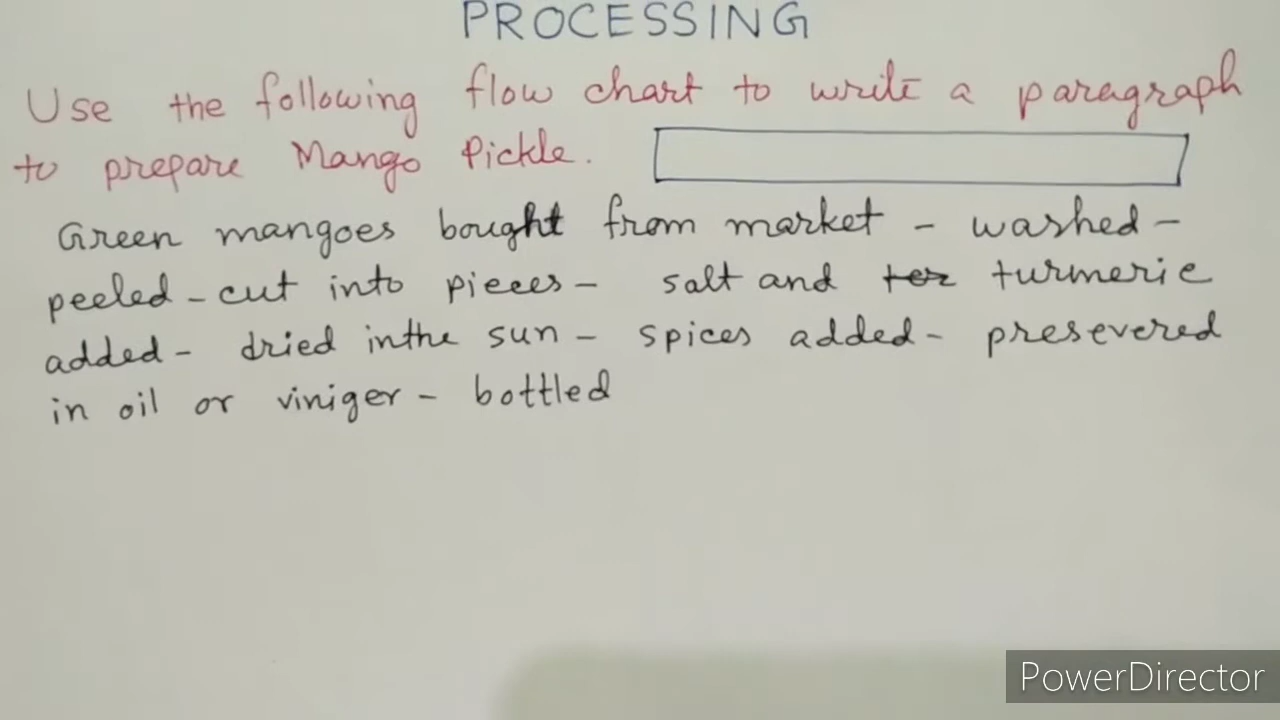 PROCESSING
Use the following flow chart to write a paragraph
to prepare Mango Pickle.
Green mangoes bought from market - washed -
peeled - cut into pieces - salt and ter turmeric
added - dried in the sun - spices added - presevered
in oil or viniger - bottled
PowerDirector